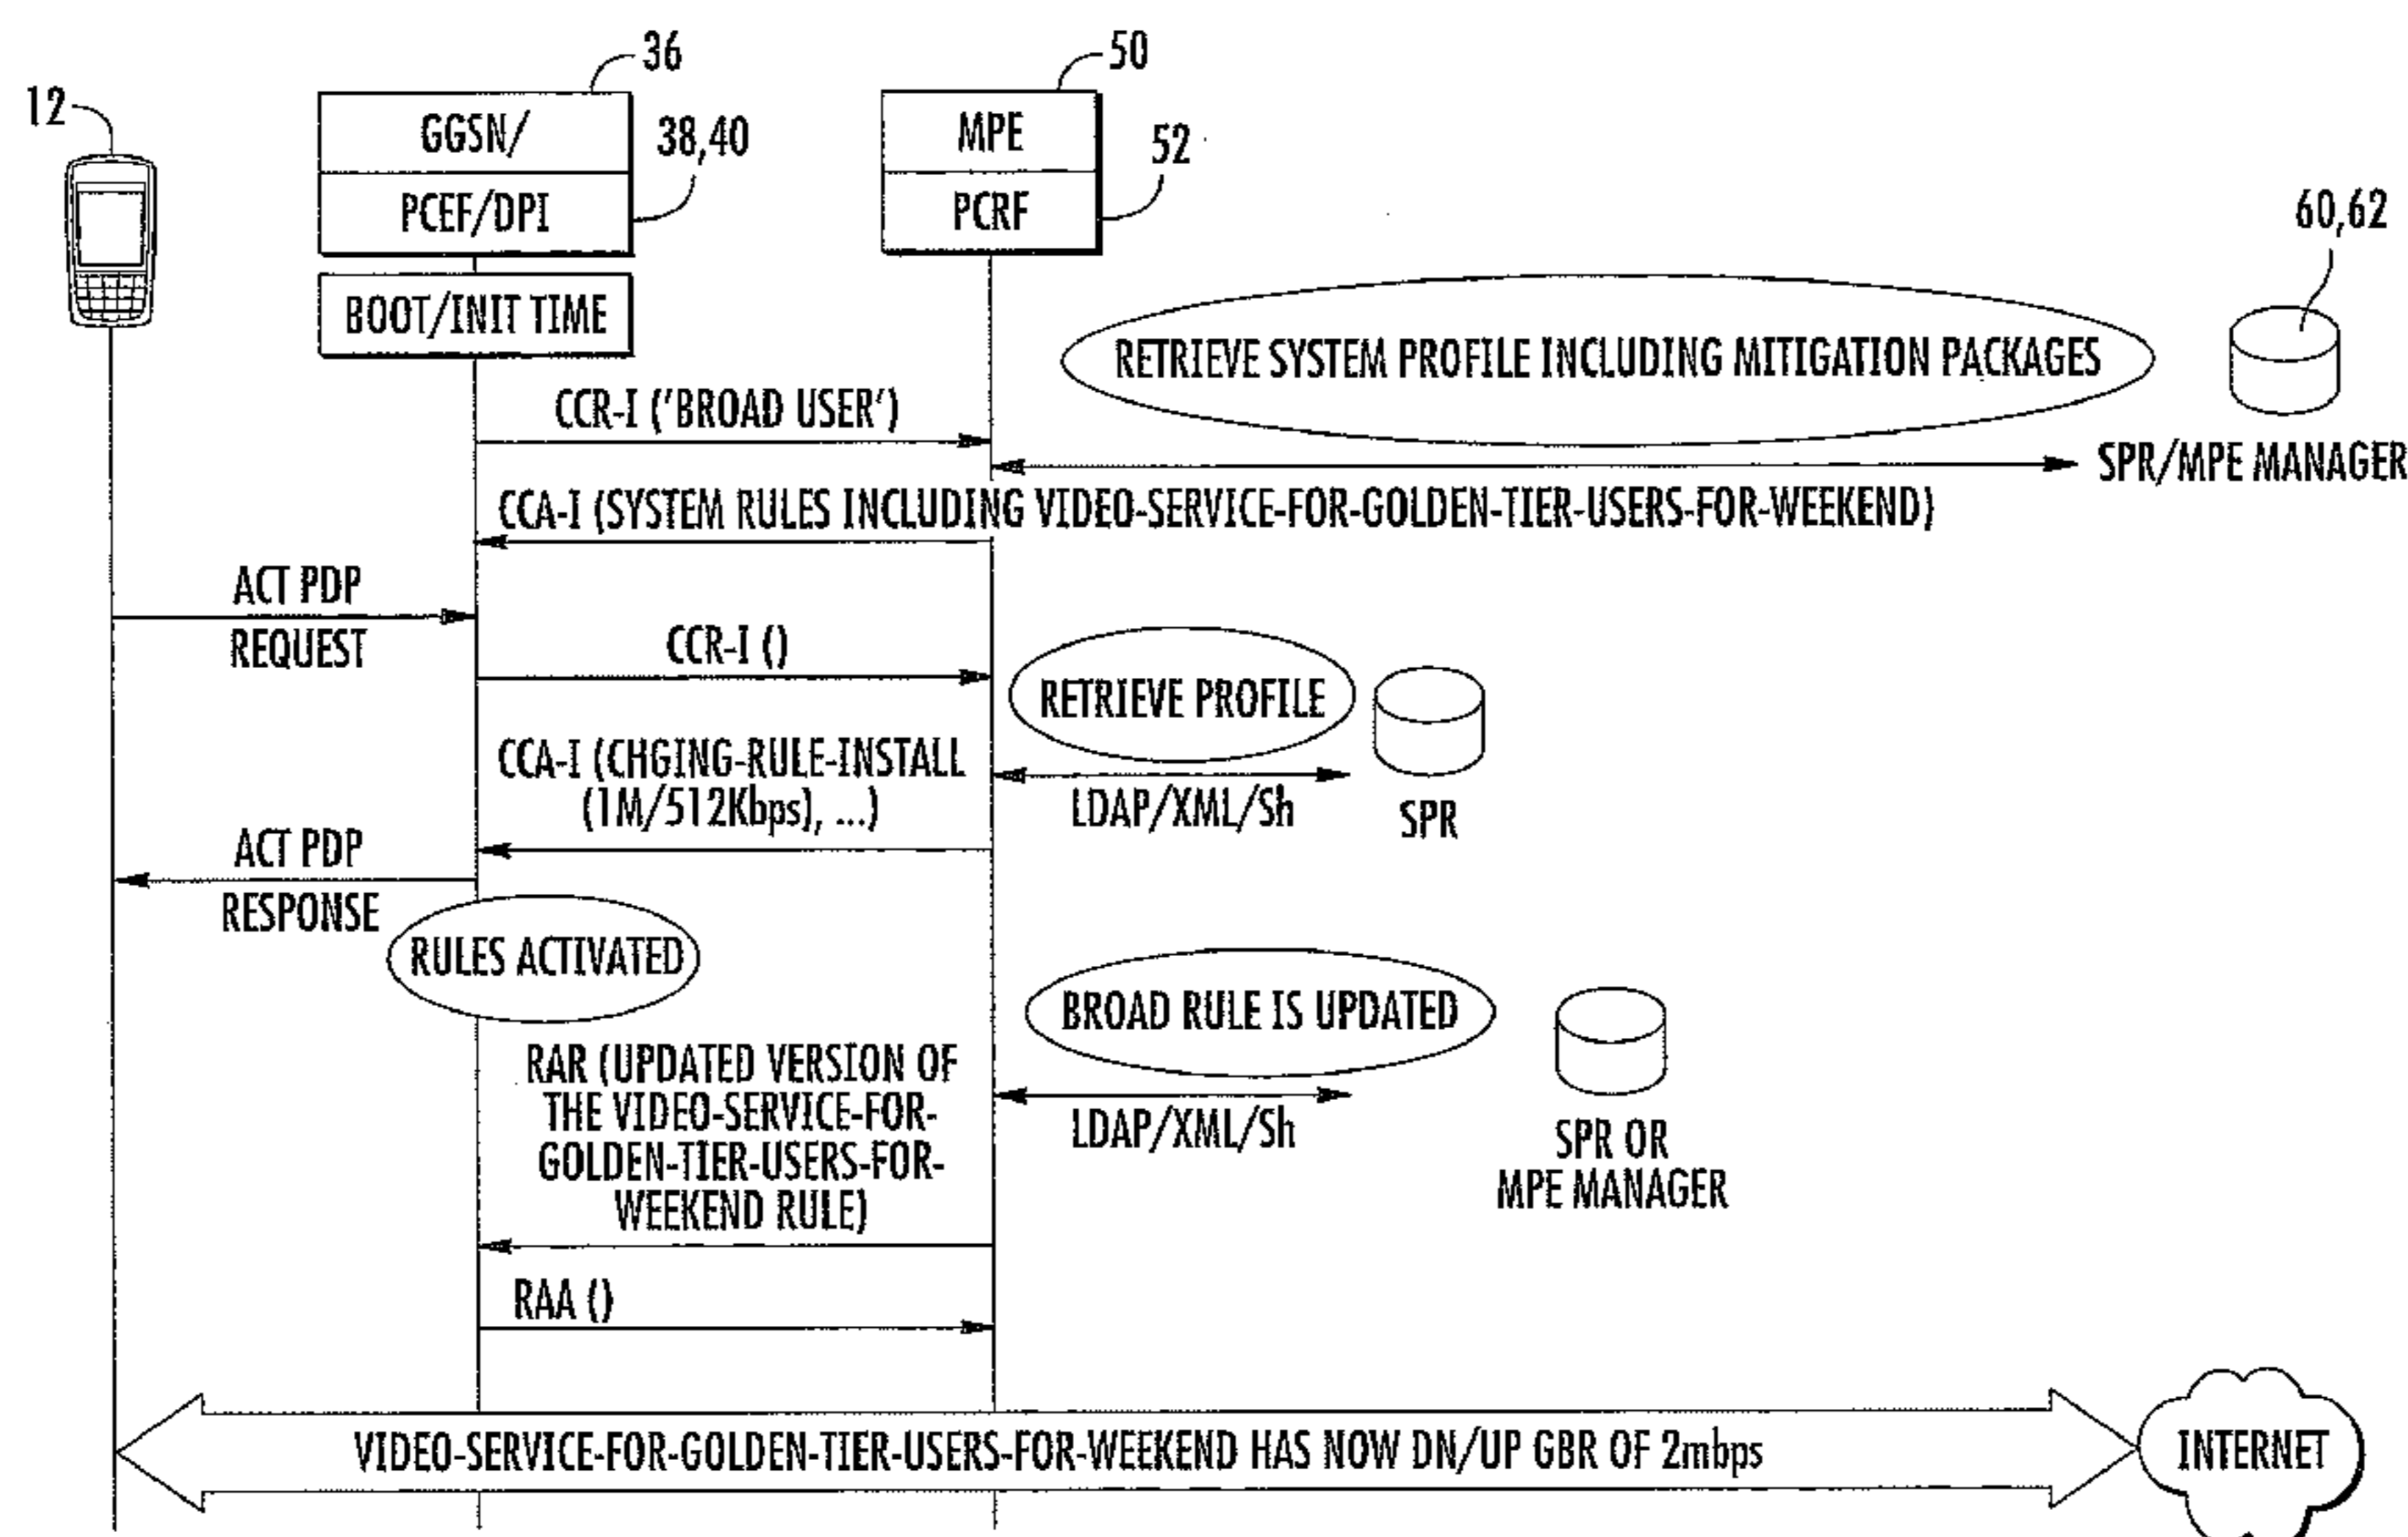 36
50
12
GGSN/
38,40
MPE
52
PCEF/DPI
PCRF
60,62
BOOT/INIT TIME
RETRIEVE SYSTEM PROFILE INCLUDING MITIGATION PACKAGES
CCR-I ('BROAD USER')
SPR/MPE MANAGER
CCA-I (SYSTEM RULES INCLUDING VIDEO-SERVICE-FOR-GOLDEN-TIER-USERS-FOR-WEEKEND)
ACT PDP
REQUEST
CCR-I ()
RETRIEVE PROFILE
CCA-I (CHGING-RULE-INSTALL
(1M/512Kbps), ...)
LDAP/XML/Sh
SPR
ACT PDP
RESPONSE
RULES ACTIVATED
BROAD RULE IS UPDATED
RAR (UPDATED VERSION OF
THE VIDEO-SERVICE-FOR-
GOLDEN-TIER-USERS-FOR-
WEEKEND RULE)
LDAP/XML/Sh
SPR OR
MPE MANAGER
RAA ()
VIDEO-SERVICE-FOR-GOLDEN-TIER-USERS-FOR-WEEKEND HAS NOW DN/UP GBR OF 2mbps
INTERNET